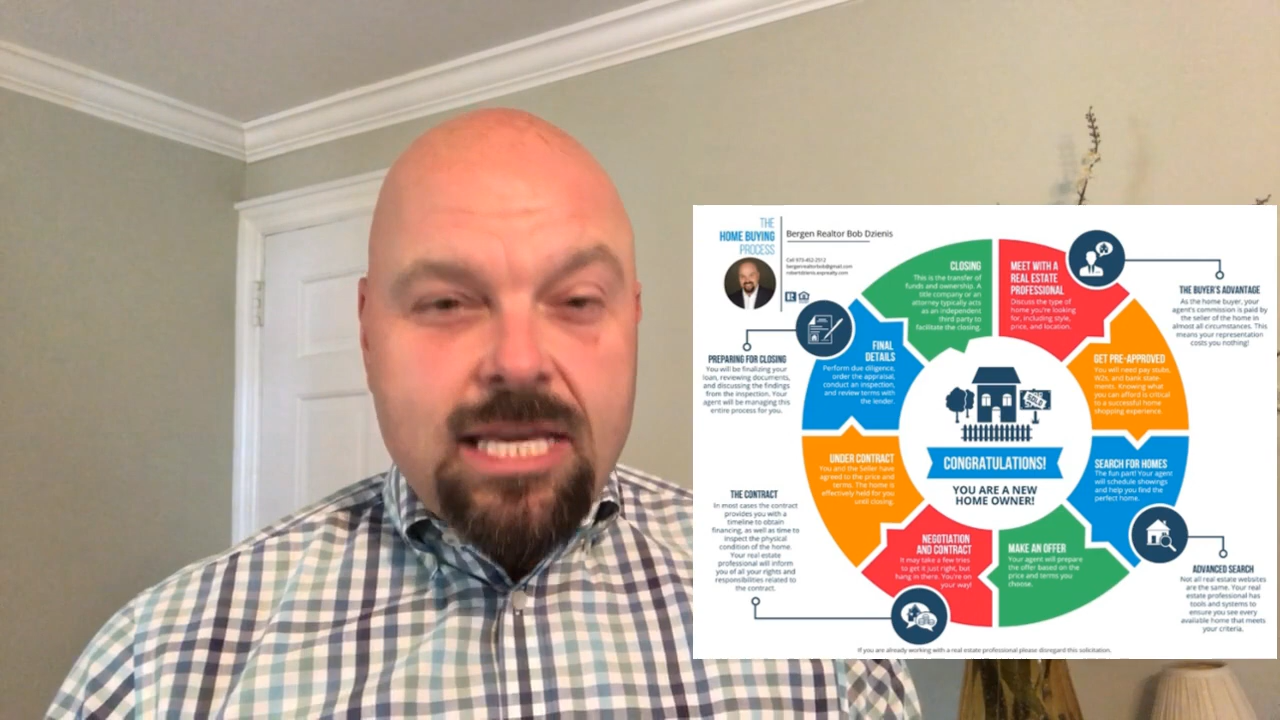 THE
HOME BUYING
PROCESS
Bergen Realtor Bob Dzienis
Cell 973-452-2512
bergenrealtorbob@gmail.com
robertdzienis.exprealty.com
CLOSING
This is the transfer of
funds and ownership. A
title company or an
attorney typically acts
as an independent
third party to
facilitate the closing.
MEET WITH A
REAL ESTATE
PROFESSIONAL
Discuss the type of
home you're looking
for, including style,
price, and location.
THE BUYER'S ADVANTAGE
As the home buyer, your
agent's commission is paid by
the seller of the home in
almost all circumstances. This
means your representation
costs you nothing!
GET PRE-APPROVED
You will need pay stubs,
W2s, and bank state-
ments. Knowing what
you can afford is critical
to a successful home
shopping experience.
SEARCH FOR HOMES
The fun part! Your agent
will schedule showings
and help you find the
perfect home.
ADVANCED SEARCH
Not all real estate websites
are the same. Your real
estate professional has
tools and systems to
ensure you see every
available home that meets
your criteria.
MAKE AN OFFER
Your agent will prepare
the offer based on the
price and terms you
choose.
NEGOTIATION
AND CONTRACT
It may take a few tries
to get it just right, but
hang in there. You're on
your way!
THE CONTRACT
In most cases the contract
provides you with a
timeline to obtain
financing, as well as time to
inspect the physical
condition of the home.
Your real estate
professional will inform
you of all your rights and
responsibilities related to
the contract.
UNDER CONTRACT
You and the Seller have
agreed to the price and
terms. The home is
effectively held for you
until closing.
FINAL
DETAILS
Perform due diligence,
order the appraisal,
conduct an inspection,
and review terms with
the lender.
PREPARING FOR CLOSING
You will be finalizing your
loan, reviewing documents,
and discussing the findings
from the inspection. Your
agent will be managing this
entire process for you.
SOLD
CONGRATULATIONS!
YOU ARE A NEW
HOME OWNER!
If you are already working with a real estate professional please disregard this solicitation.